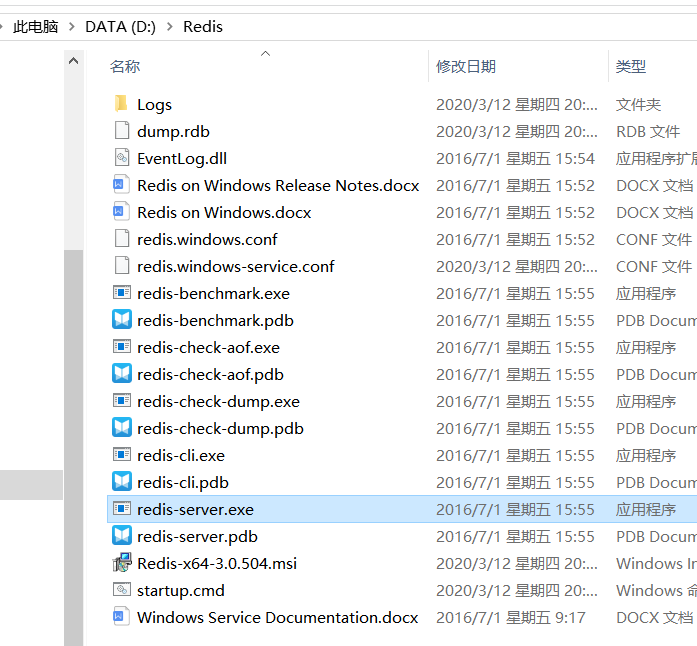 此电脑 DATA (D:) Redis
名称 修改日期 类型
Logs 2020/3/12 星期四 20:... 文件夹
dump.rdb 2020/3/12 星期四 20:... RDB 文件
EventLog.dll 2016/7/1 星期五 15:54 应用程序扩
Redis on Windows Release Notes.docx 2016/7/1 星期五 15:52 DOCX 文档
Redis on Windows.docx 2016/7/1 星期五 15:52 DOCX 文档
redis.windows.conf 2016/7/1 星期五 15:52 CONF 文件
redis.windows-service.conf 2020/3/12 星期四 20:... CONF 文件
redis-benchmark.exe 2016/7/1 星期五 15:55 应用程序
redis-benchmark.pdb 2016/7/1 星期五 15:55 PDB Docum
redis-check-aof.exe 2016/7/1 星期五 15:55 应用程序
redis-check-aof.pdb 2016/7/1 星期五 15:55 PDB Docum
redis-check-dump.exe 2016/7/1 星期五 15:55 应用程序
redis-check-dump.pdb 2016/7/1 星期五 15:55 PDB Docum
redis-cli.exe 2016/7/1 星期五 15:55 应用程序
redis-cli.pdb 2016/7/1 星期五 15:55 PDB Docum
redis-server.exe 2016/7/1 星期五 15:55 应用程序
redis-server.pdb 2016/7/1 星期五 15:55 PDB Docum
Redis-x64-3.0.504.msi 2020/3/12 星期四 20:... Windows In
startup.cmd 2020/3/12 星期四 20:... Windows 命
Windows Service Documentation.docx 2016/7/1 星期五 9:17 DOCX 文档